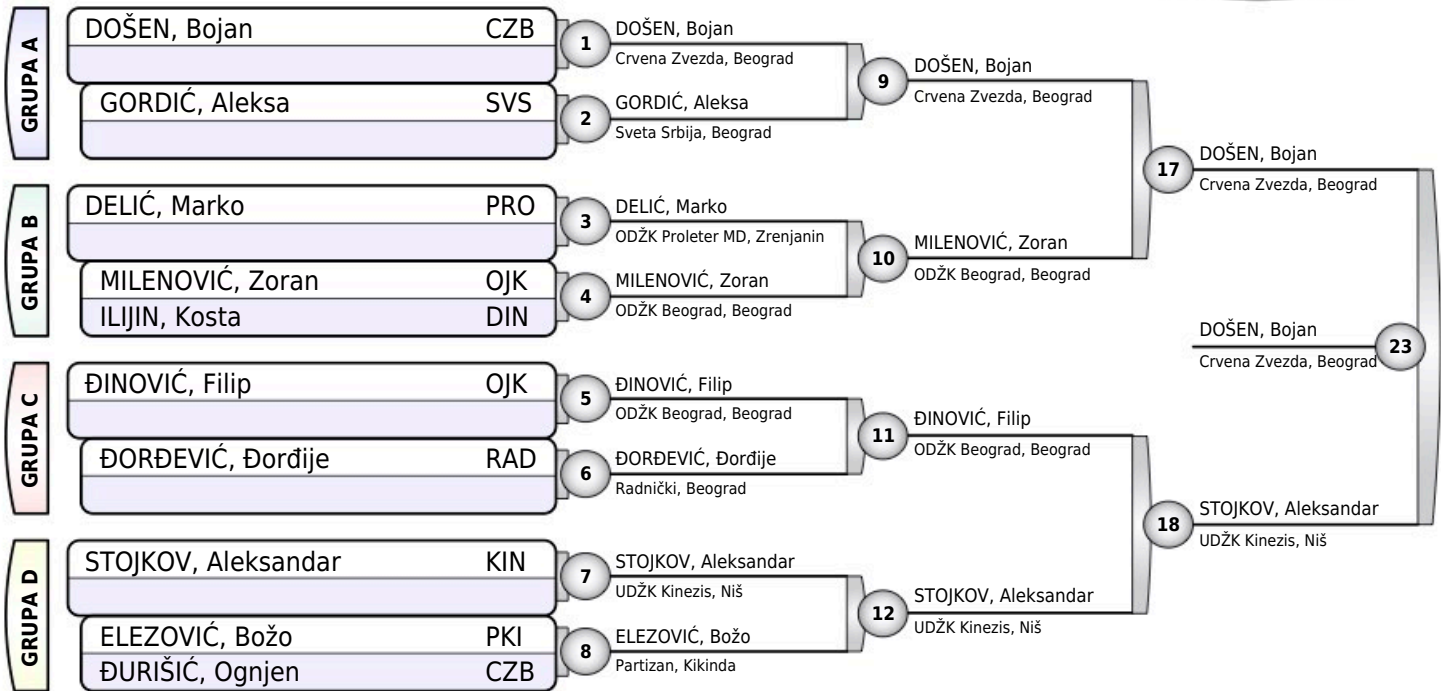 GRUPA A
DOŠEN, Bojan CZB
GORDIĆ, Aleksa SVS
GRUPA B
DELIĆ, Marko PRO
MILENOVIĆ, Zoran OJK
ILIJIN, Kosta DIN
GRUPA C
ĐINOVIĆ, Filip OJK
ĐORĐEVIĆ, Đorđije RAD
GRUPA D
STOJKOV, Aleksandar KIN
ELEZOVIĆ, Božo PKI
ĐURIŠIĆ, Ognjen CZB
1
DOŠEN, Bojan
Crvena Zvezda, Beograd
2
GORDIĆ, Aleksa
Sveta Srbija, Beograd
3
DELIĆ, Marko
ODŽK Proleter MD, Zrenjanin
4
MILENOVIĆ, Zoran
ODŽK Beograd, Beograd
5
ĐINOVIĆ, Filip
ODŽK Beograd, Beograd
6
ĐORĐEVIĆ, Đorđije
Radnički, Beograd
7
STOJKOV, Aleksandar
UDŽK Kinezis, Niš
8
ELEZOVIĆ, Božo
Partizan, Kikinda
9
DOŠEN, Bojan
Crvena Zvezda, Beograd
10
MILENOVIĆ, Zoran
ODŽK Beograd, Beograd
11
ĐINOVIĆ, Filip
ODŽK Beograd, Beograd
12
STOJKOV, Aleksandar
UDŽK Kinezis, Niš
17
DOŠEN, Bojan
Crvena Zvezda, Beograd
18
STOJKOV, Aleksandar
UDŽK Kinezis, Niš
DOŠEN, Bojan
Crvena Zvezda, Beograd
23